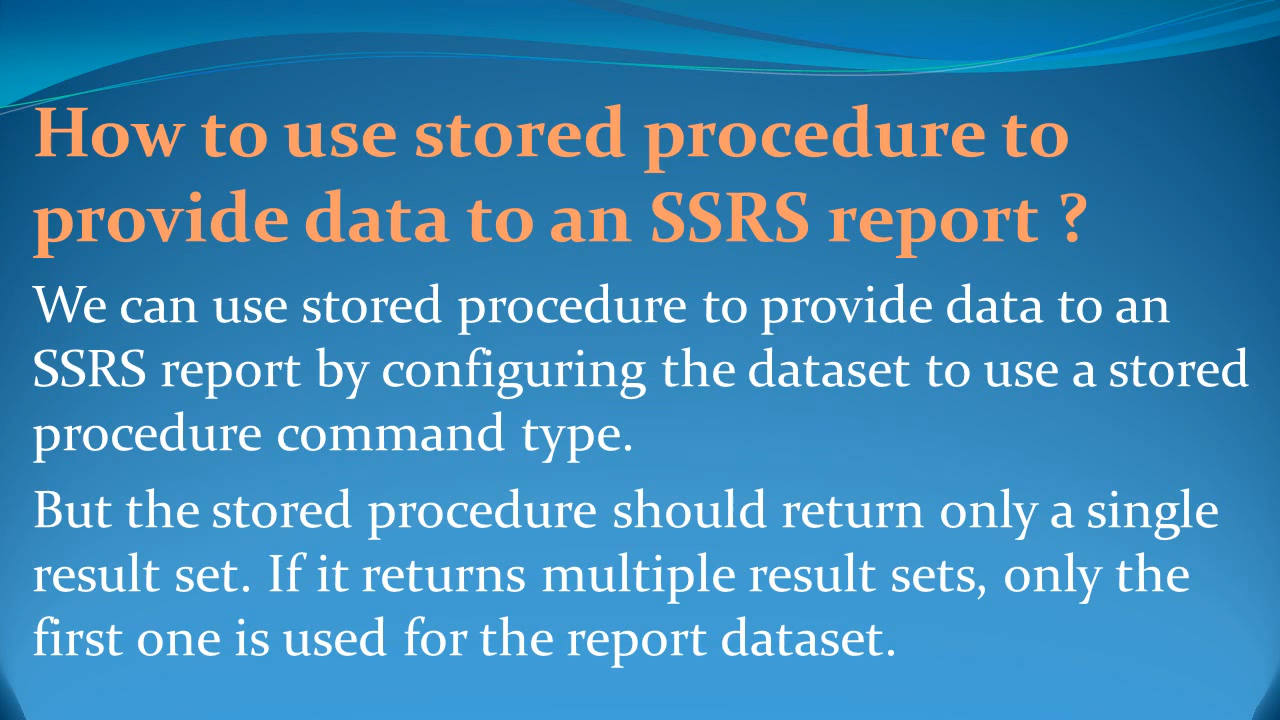 How to use stored procedure to
provide data to an SSRS report ?
We can use stored procedure to provide data to an
SSRS report by configuring the dataset to use a stored
procedure command type.
But the stored procedure should return only a single
result set. If it returns multiple result sets, only the
first one is used for the report dataset.